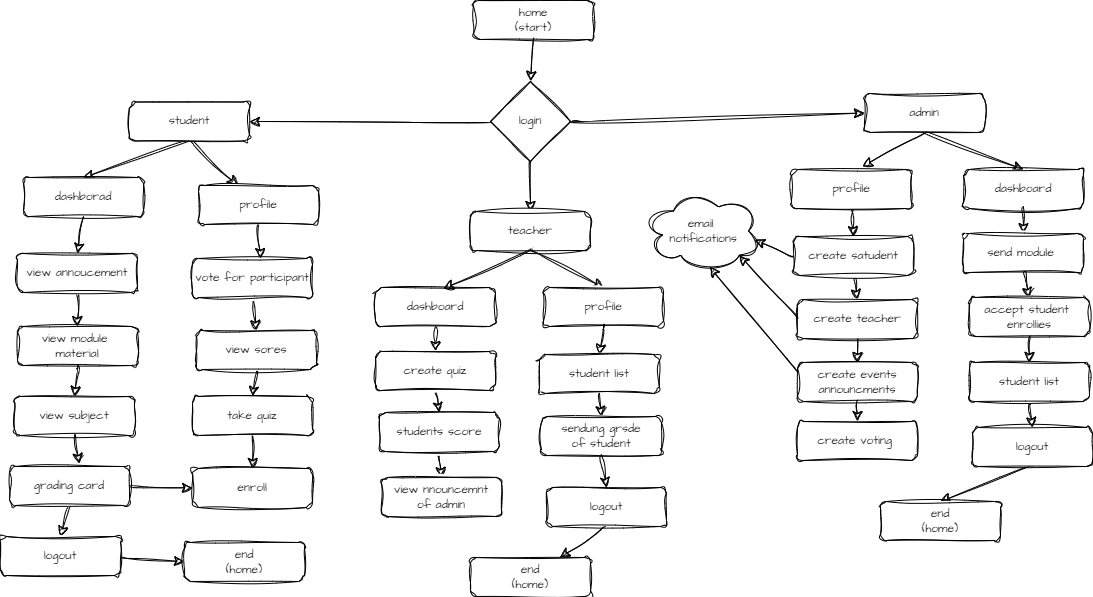 home
(start)
login
student
admin
dashborad
profile
view annoucement
vote for participant
view module
material
view sores
view subject
take quiz
grading card
enroll
logout
end
(home)
teacher
dashboard
profile
create quiz
student list
students score
sendung grsde
of student
view nnouncemnt
of admin
logout
end
(home)
email
notifications
profile
dashboard
create satudent
send module
create teacher
accept student
enrollies
create events
announcments
student list
create voting
logout
end
(home)